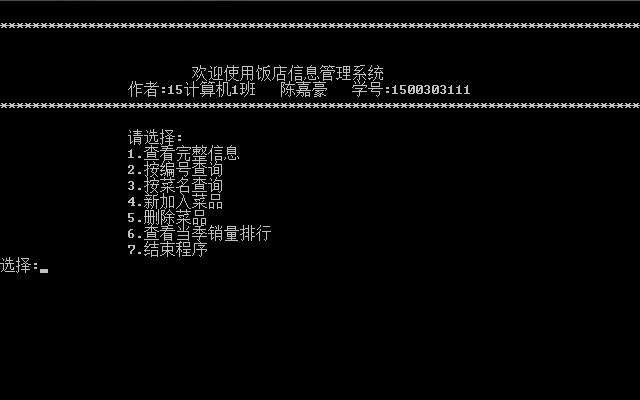 ********************************************************************************
欢迎使用饭店信息管理系统
作者:15计算机1班 陈嘉豪 学号:1500303111
********************************************************************************
请选择:
1.查看完整信息
2.按编号查询
3.按菜名查询
4.新加入菜品
5.删除菜品
6.查看当季销量排行
7.结束程序
选择: